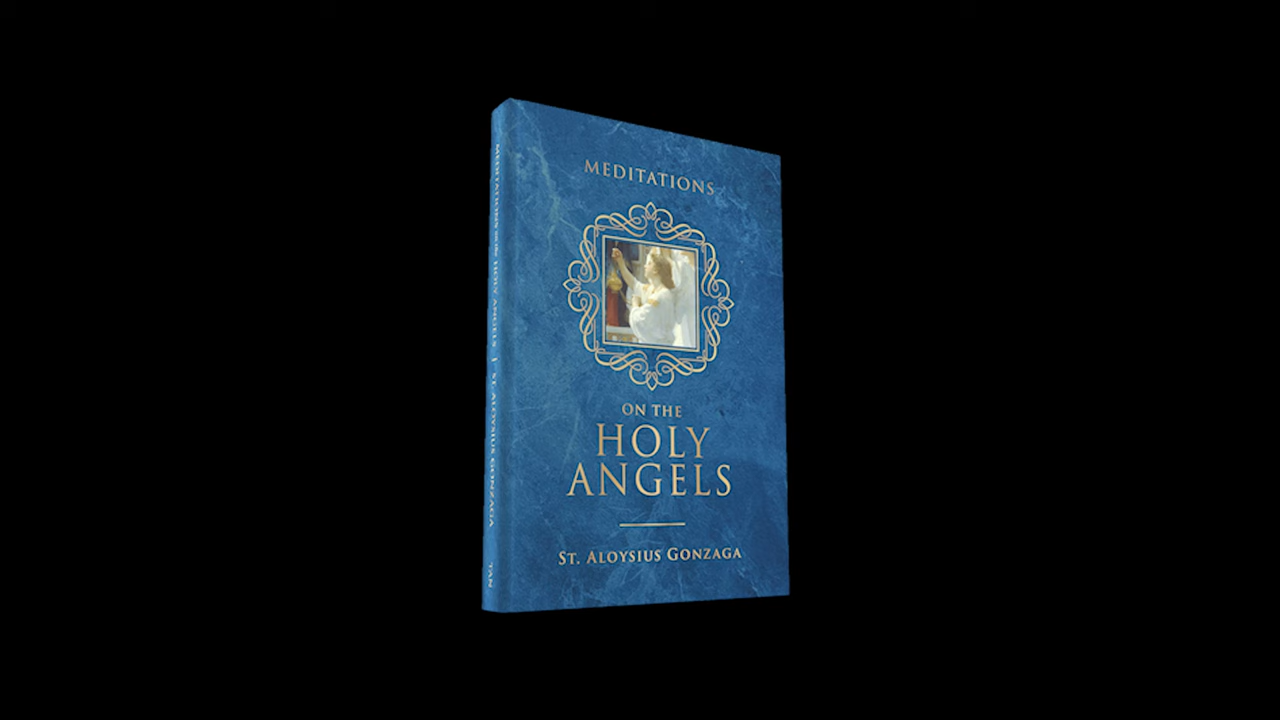 MEDITATIONS
ON THE
HOLY
ANGELS
ST. ALOYSIUS GONZAGA
MEDITATIONS on the HOLY ANGELS | ST. ALOYSIUS GONZAGA
TAN